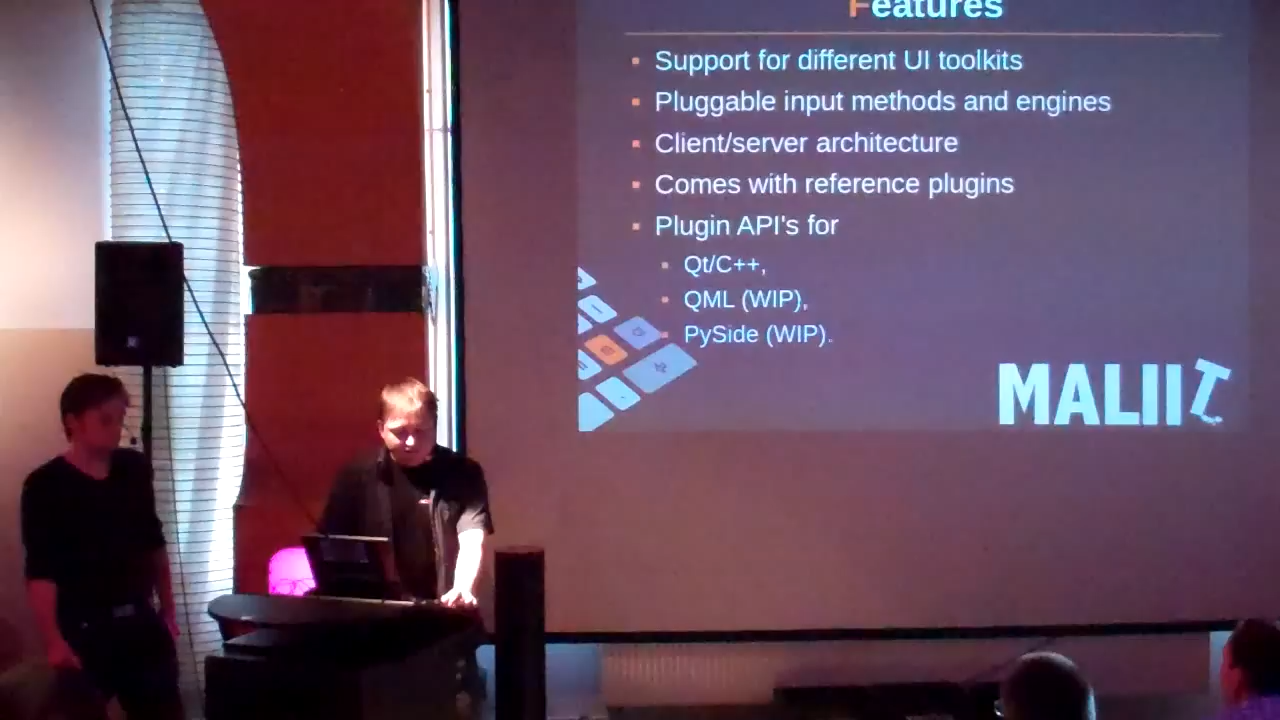 Features
Support for different UI toolkits
Pluggable input methods and engines
Client/server architecture
Comes with reference plugins
Plugin API's for
Qt/C++,
QML (WIP),
PySide (WIP).
MALIIT